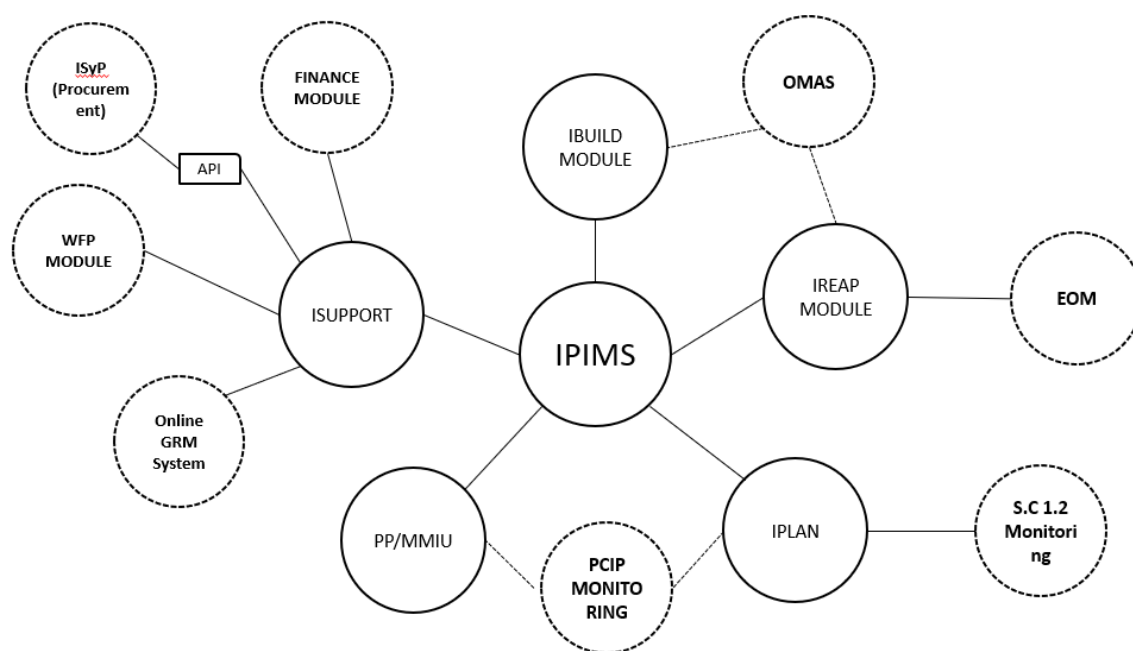 ISyP
(Procurem
ent)
FINANCE
MODULE
OMAS
IBUILD
MODULE
API
WFP
MODULE
ISUPPORT
IREAP
MODULE
EOM
IPIMS
Online
GRM
System
PP/MMIU
PCIP
MONITO
RING
IPLAN
S.C 1.2
Monitori
ng